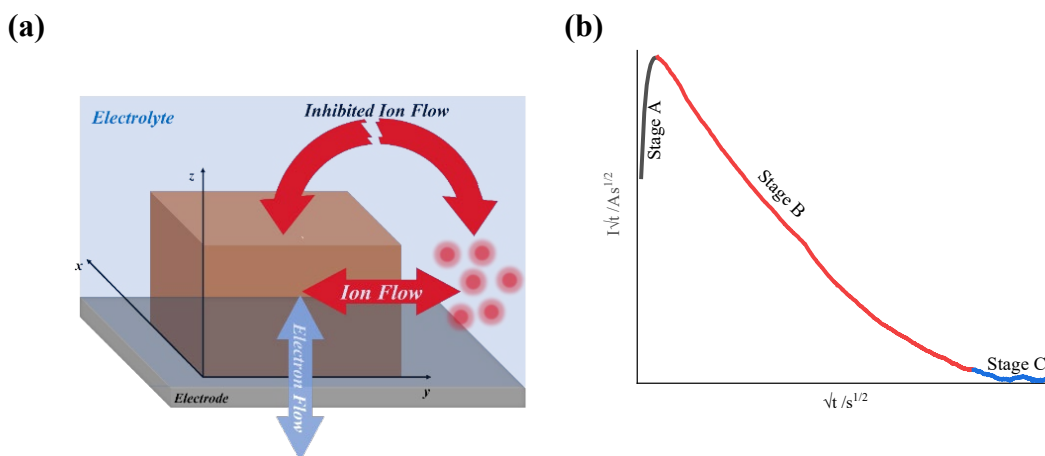 (a)
(b)
Inhibited Ion Flow
Electrolyte
z
x
Ion Flow
Electron Flow
Electrode
y
Stage A
Stage B
Stage C
I√t /As^{1/2}
√t /s^{1/2}